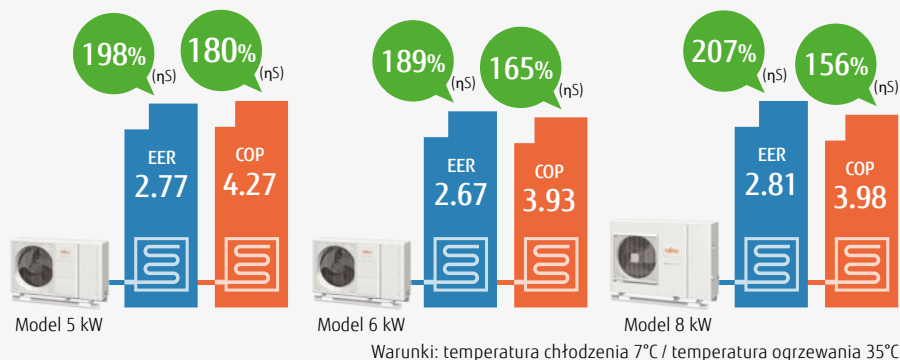 198% (ηS)
180% (ηS)
EER
2.77
COP
4.27
Model 5 kW
189% (ηS)
165% (ηS)
EER
2.67
COP
3.93
Model 6 kW
207% (ηS)
156% (ηS)
EER
2.81
COP
3.98
Model 8 kW
Warunki: temperatura chłodzenia 7°C / temperatura ogrzewania 35°C